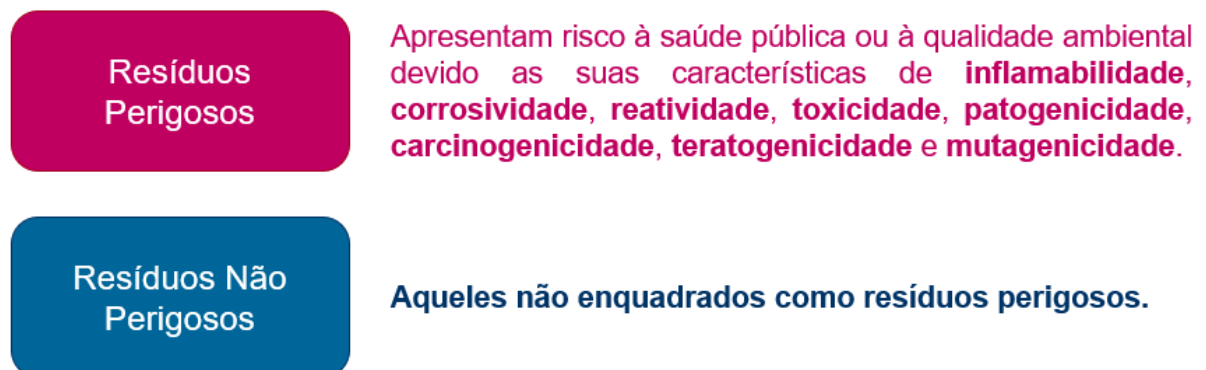 Resíduos
Perigosos
Apresentam risco à saúde pública ou à qualidade ambiental
devido as suas características de inflamabilidade,
corrosividade, reatividade, toxicidade, patogenicidade,
carcinogenicidade, teratogenicidade e mutagenicidade.
Resíduos Não
Perigosos
Aqueles não enquadrados como resíduos perigosos.